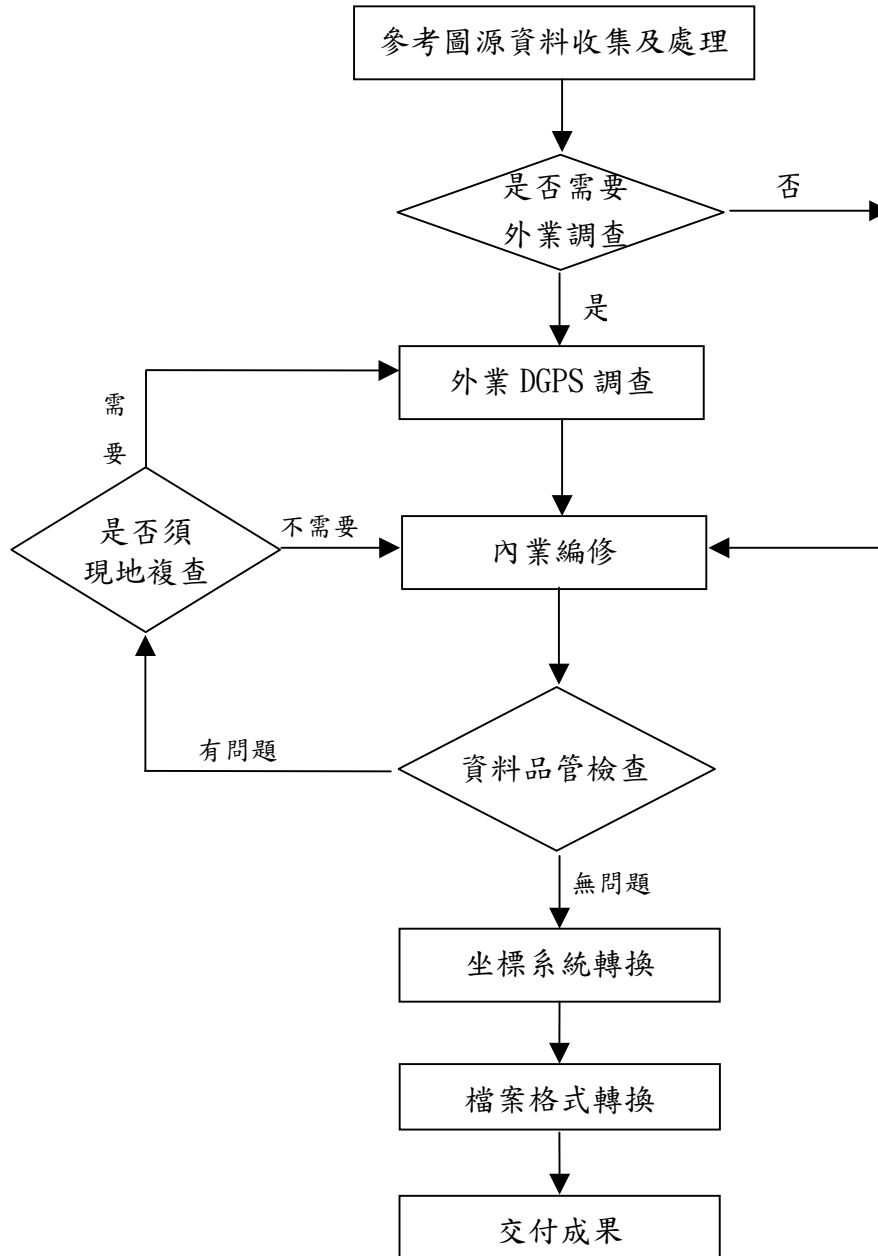 參考圖源資料收集及處理
是否需要
外業調查
否
是
外業 DGPS 調查
需
要
是否須
現地複查
不需要
內業編修
有問題
資料品管檢查
無問題
坐標系統轉換
檔案格式轉換
交付成果